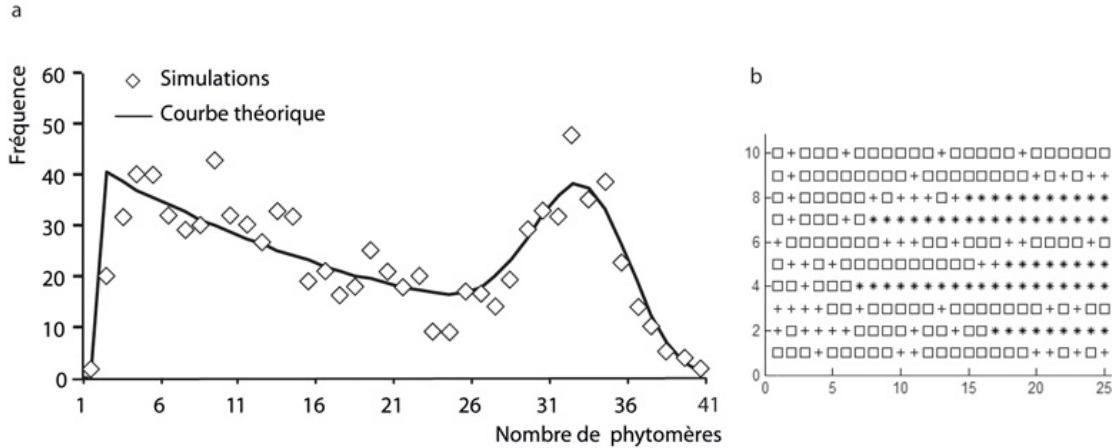 a
Fréquence
60
50
40
30
20
10
0
Simulations
Courbe théorique
1 6 11 16 21 26 31 36 41
Nombre de phytomères
b
10
8
6
4
2
0
0 5 10 15 20 25